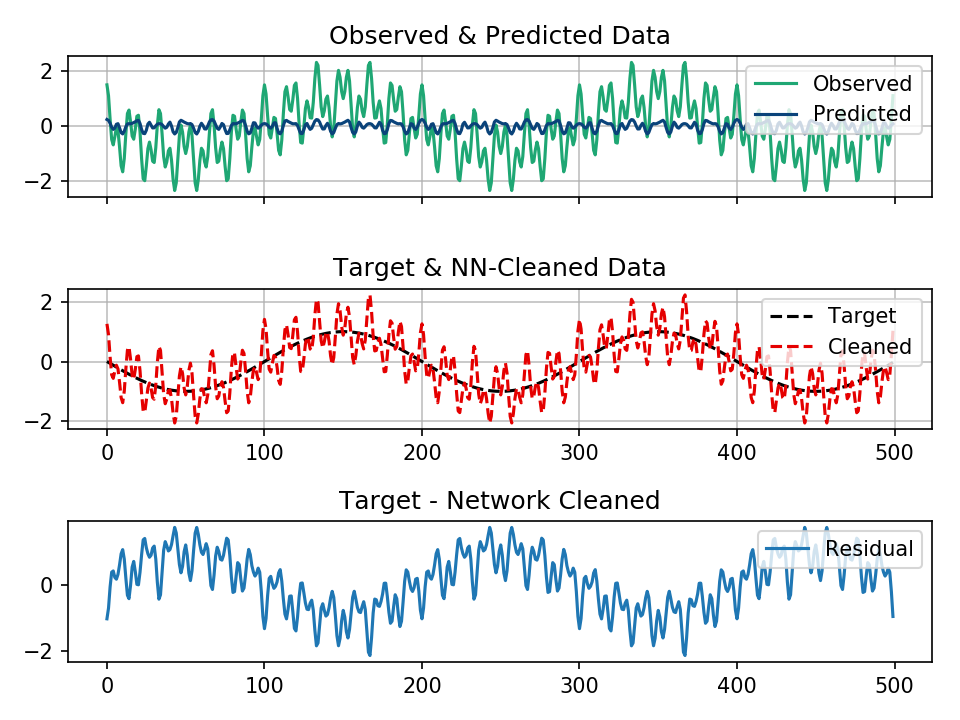 Observed & Predicted Data
2
0
−2
Observed
Predicted
Target & NN-Cleaned Data
2
0
−2
Target
Cleaned
0 100 200 300 400 500
Target - Network Cleaned
0
−2
Residual
0 100 200 300 400 500